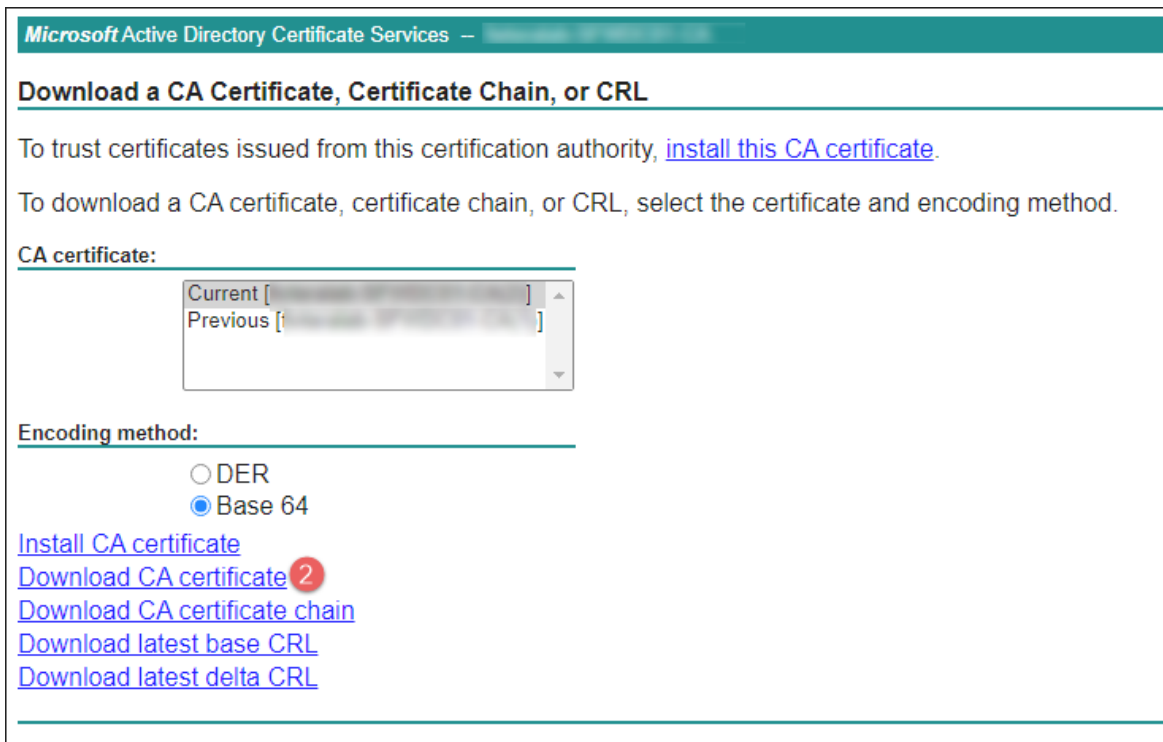 Microsoft Active Directory Certificate Services --
Download a CA Certificate, Certificate Chain, or CRL
To trust certificates issued from this certification authority, install this CA certificate.
To download a CA certificate, certificate chain, or CRL, select the certificate and encoding method.
CA certificate:
Current [ ]
Previous [ ]
Encoding method:
DER
Base 64
Install CA certificate
Download CA certificate 2
Download CA certificate chain
Download latest base CRL
Download latest delta CRL